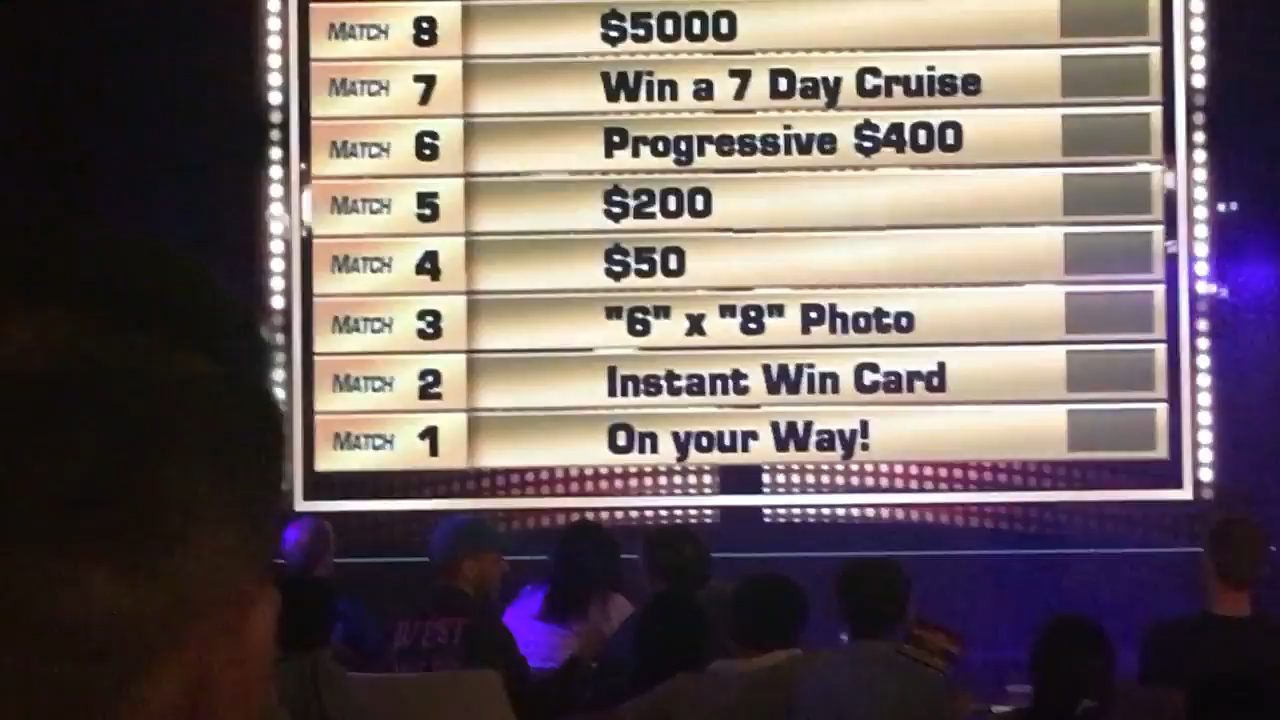 MATCH 8 $5000
MATCH 7 Win a 7 Day Cruise
MATCH 6 Progressive $400
MATCH 5 $200
MATCH 4 $50
MATCH 3 "6" x "8" Photo
MATCH 2 Instant Win Card
MATCH 1 On your Way!